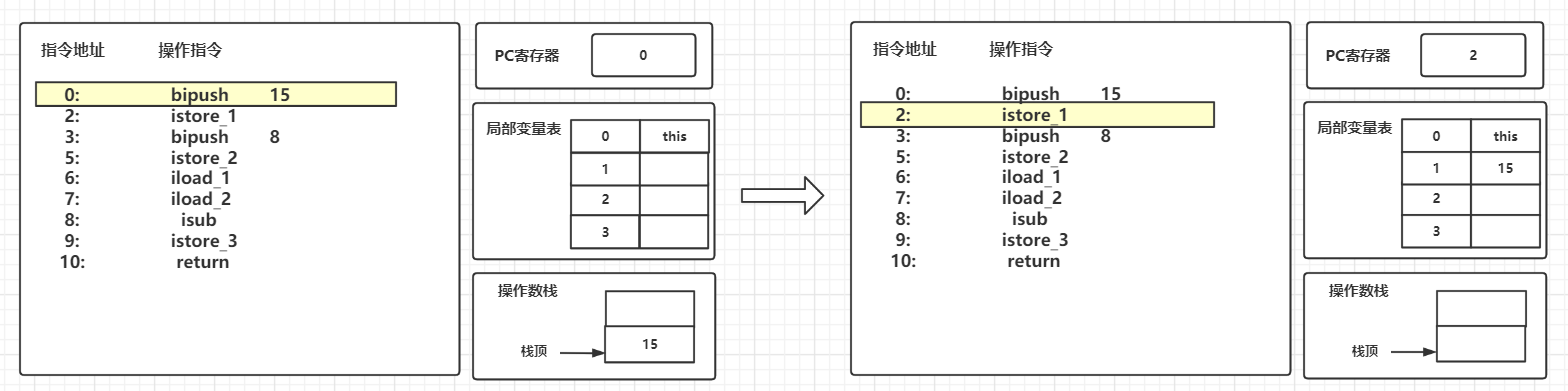 指令地址 操作指令
0: bipush 15
2: istore_1
3: bipush 8
5: istore_2
6: iload_1
7: iload_2
8: isub
9: istore_3
10: return
PC寄存器 0
局部变量表
0 this
1
2
3
操作数栈
15
栈顶
指令地址 操作指令
0: bipush 15
2: istore_1
3: bipush 8
5: istore_2
6: iload_1
7: iload_2
8: isub
9: istore_3
10: return
PC寄存器 2
局部变量表
0 this
1 15
2
3
操作数栈
栈顶